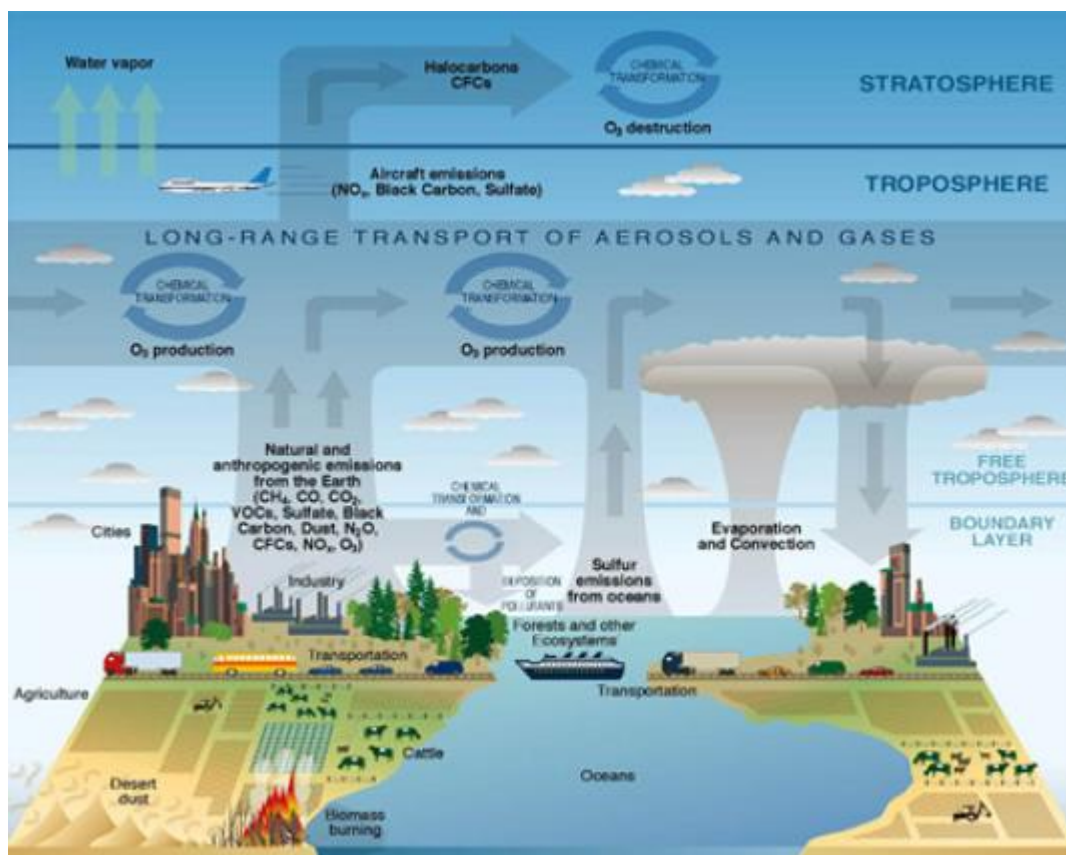 Water vapor
Halocarbons
CFCs
CHEMICAL
TRANSFORMATION
O₃ destruction
STRATOSPHERE
Aircraft emissions
(NOₓ, Black Carbon, Sulfate)
TROPOSPHERE
LONG-RANGE TRANSPORT OF AEROSOLS AND GASES
CHEMICAL
TRANSFORMATION
O₃ production
CHEMICAL
TRANSFORMATION
O₃ production
Natural and
anthropogenic emissions
from the Earth
(CH₄, CO, CO₂,
VOCs, Sulfate, Black
Carbon, Dust, N₂O,
CFCs, NOₓ, O₃)
CHEMICAL
TRANSFORMATION
AND
DEPOSITION
OF
POLLUTANTS
FREE
TROPOSPHERE
BOUNDARY
LAYER
Cities
Industry
Sulfur
emissions
from oceans
Evaporation
and Convection
Forests and other
Ecosystems
Transportation
Transportation
Agriculture
Cattle
Oceans
Desert
dust
Biomass
burning